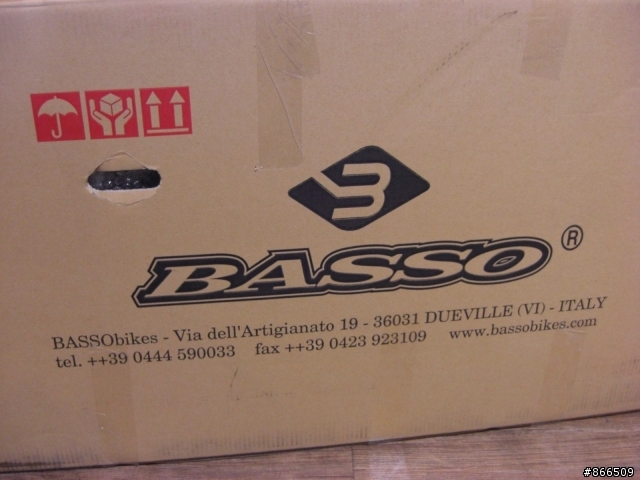 B
BASSO ®
BASSObikes - Via dell'Artigianato 19 - 36031 DUEVILLE (VI) - ITALY
tel. ++39 0444 590033 fax ++39 0423 923109 www.bassobikes.com
#866509